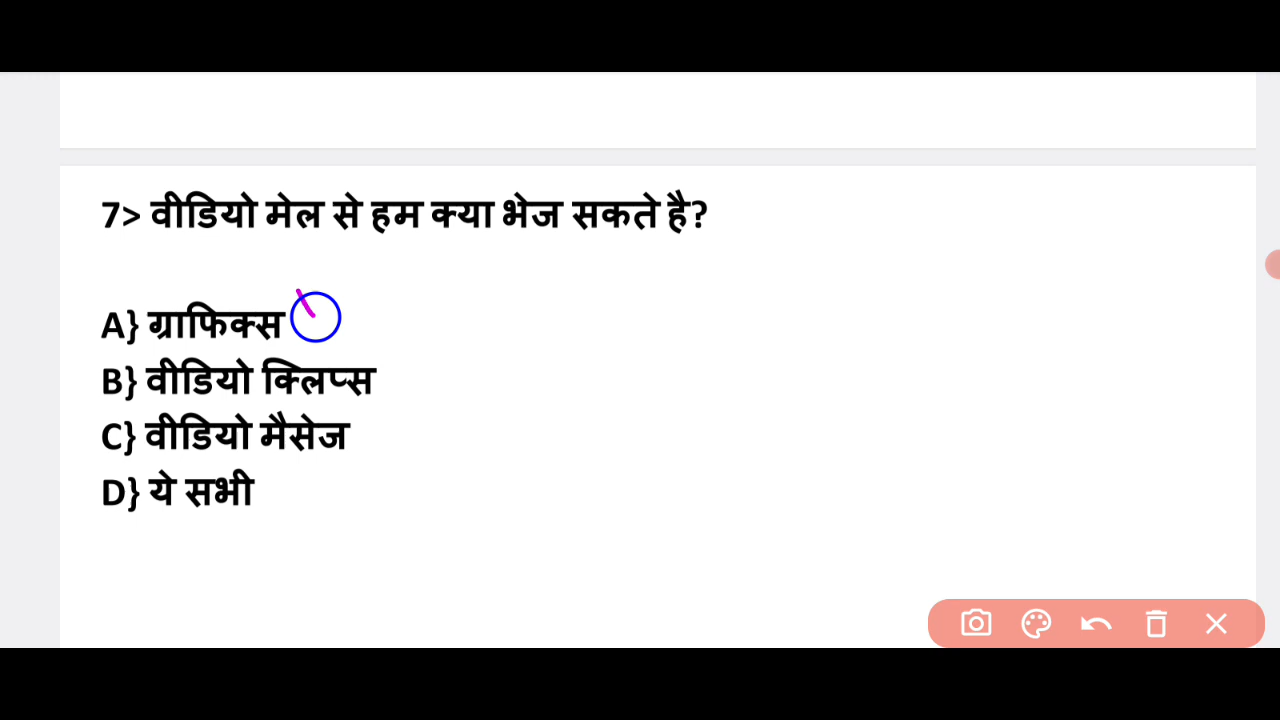 7> वीडियो मेल से हम क्या भेज सकते है?
A} ग्राफिक्स
B} वीडियो क्लिप्स
C} वीडियो मैसेज
D} ये सभी